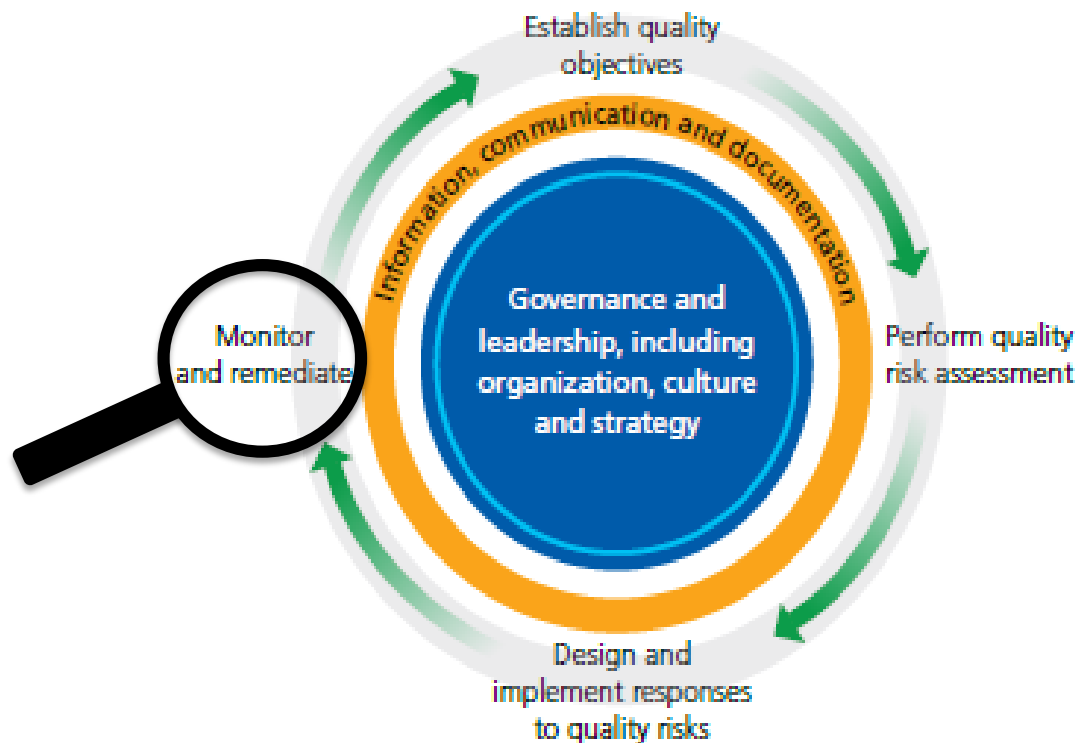 Establish quality
objectives
Information, communication and documentation
Governance and
leadership, including
organization, culture
and strategy
Monitor
and remediate
Perform quality
risk assessment
Design and
implement responses
to quality risks